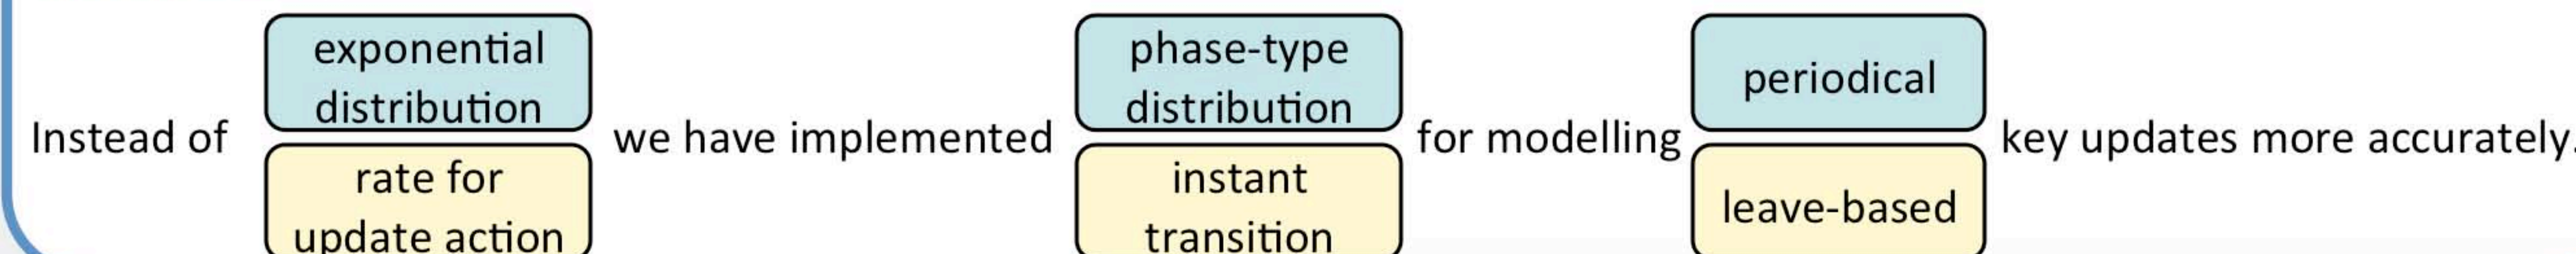 Instead of
exponential
distribution
rate for
update action
we have implemented
phase-type
distribution
instant
transition
for modelling
periodical
leave-based
key updates more accurately.